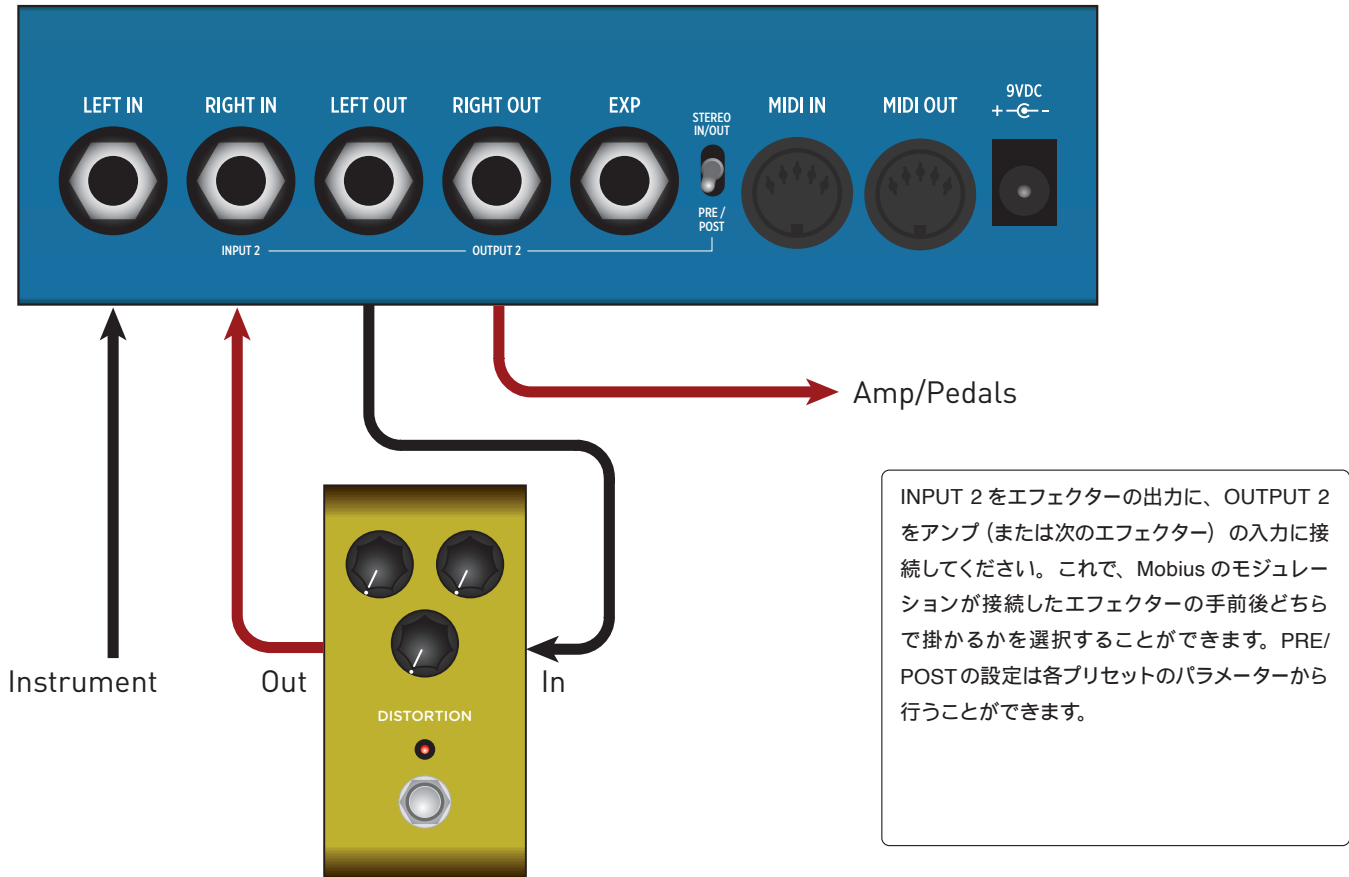 LEFT IN
RIGHT IN
LEFT OUT
RIGHT OUT
EXP
STEREO
IN/OUT
PRE /
POST
MIDI IN
MIDI OUT
9VDC
+ -
INPUT 2
OUTPUT 2
Amp/Pedals
Instrument
Out
In
DISTORTION
INPUT 2 をエフェクターの出力に、OUTPUT 2
をアンプ（または次のエフェクター）の入力に接
続してください。これで、Mobius のモジュレー
ションが接続したエフェクターの手前後どちら
で掛かるかを選択することができます。PRE/
POSTの設定は各プリセットのパラメーターから
行うことができます。